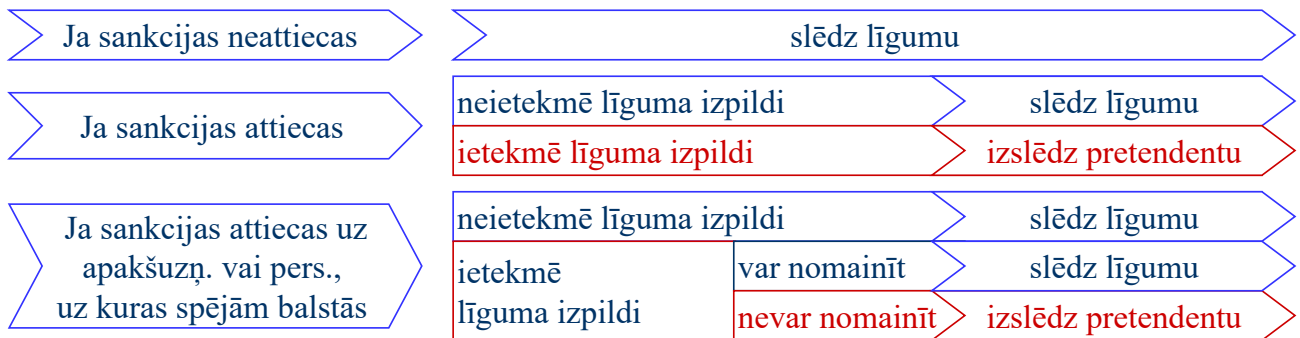 Ja sankcijas neattiecas
slēdz līgumu
Ja sankcijas attiecas
neietekmē līguma izpildi
slēdz līgumu
ietekmē līguma izpildi
izslēdz pretendentu
Ja sankcijas attiecas uz
apakšuzņ. vai pers.,
uz kuras spējām balstās
neietekmē līguma izpildi
slēdz līgumu
ietekmē
līguma izpildi
var nomainīt
slēdz līgumu
nevar nomainīt
izslēdz pretendentu